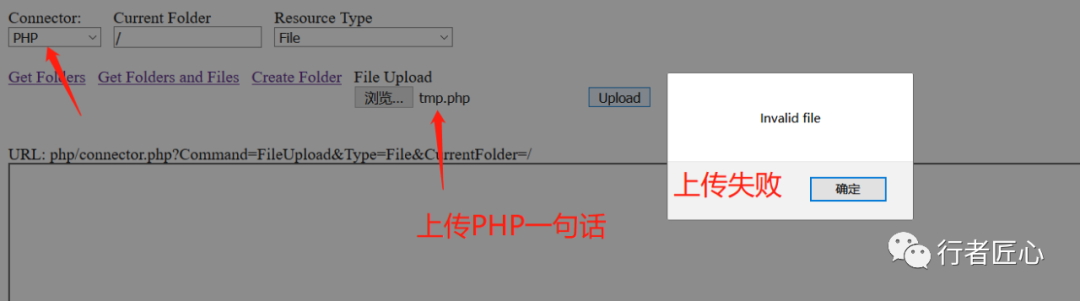 Connector: Current Folder Resource Type
PHP / File
Get Folders Get Folders and Files Create Folder File Upload
浏览... tmp.php Upload
Invalid file
URL: php/connector.php?Command=FileUpload&Type=File&CurrentFolder=/
上传失败 确定
上传PHP一句话
行者匠心